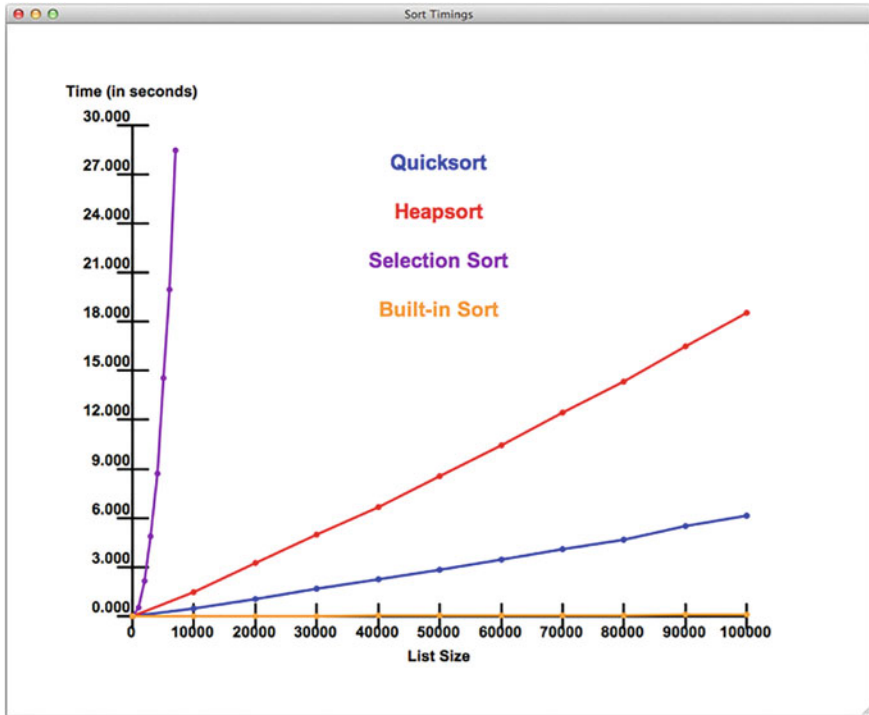 Sort Timings
Time (in seconds)
30.000
27.000
24.000
21.000
18.000
15.000
12.000
9.000
6.000
3.000
0.000
Quicksort
Heapsort
Selection Sort
Built-in Sort
0 10000 20000 30000 40000 50000 60000 70000 80000 90000 100000
List Size